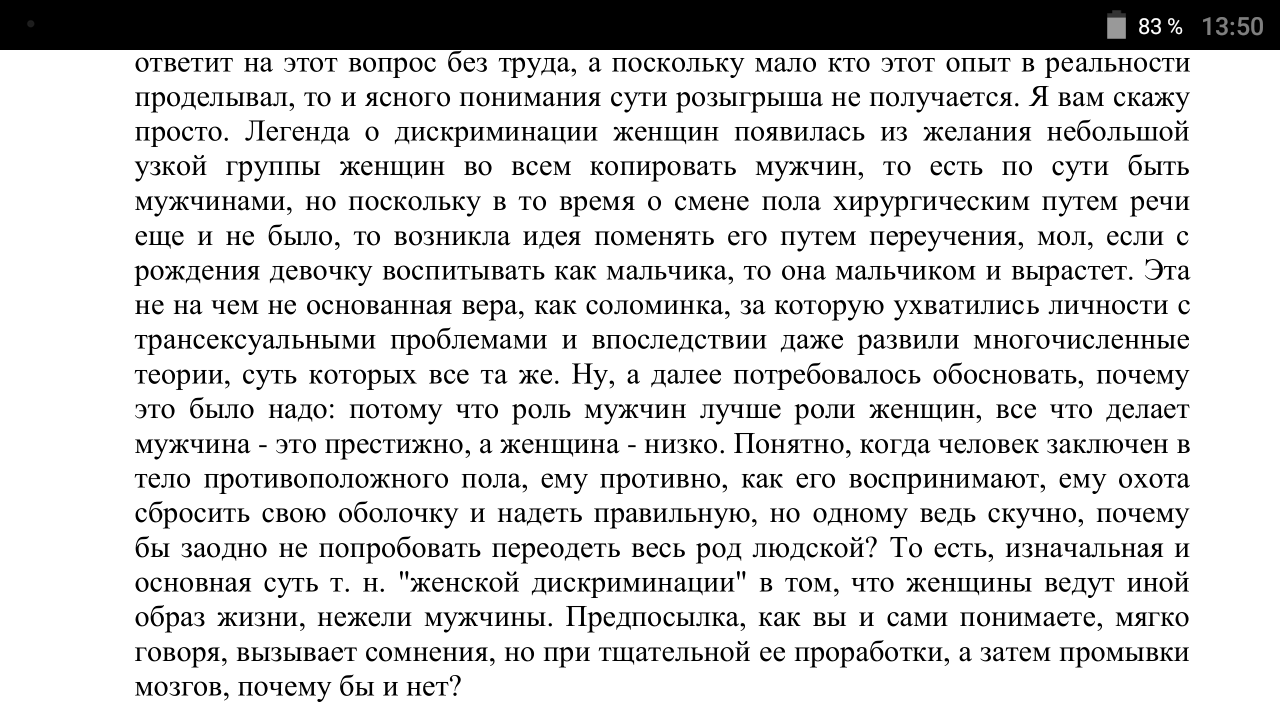 83 % 13:50
ответит на этот вопрос без труда, а поскольку мало кто этот опыт в реальности
проделывал, то и ясного понимания сути розыгрыша не получается. Я вам скажу
просто. Легенда о дискриминации женщин появилась из желания небольшой
узкой группы женщин во всем копировать мужчин, то есть по сути быть
мужчинами, но поскольку в то время о смене пола хирургическим путем речи
еще и не было, то возникла идея поменять его путем переучения, мол, если с
рождения девочку воспитывать как мальчика, то она мальчиком и вырастет. Эта
не на чем не основанная вера, как соломинка, за которую ухватились личности с
трансексуальными проблемами и впоследствии даже развили многочисленные
теории, суть которых все та же. Ну, а далее потребовалось обосновать, почему
это было надо: потому что роль мужчин лучше роли женщин, все что делает
мужчина - это престижно, а женщина - низко. Понятно, когда человек заключен в
тело противоположного пола, ему противно, как его воспринимают, ему охота
сбросить свою оболочку и надеть правильную, но одному ведь скучно, почему
бы заодно не попробовать переодеть весь род людской? То есть, изначальная и
основная суть т. н. "женской дискриминации" в том, что женщины ведут иной
образ жизни, нежели мужчины. Предпосылка, как вы и сами понимаете, мягко
говоря, вызывает сомнения, но при тщательной ее проработки, а затем промывки
мозгов, почему бы и нет?